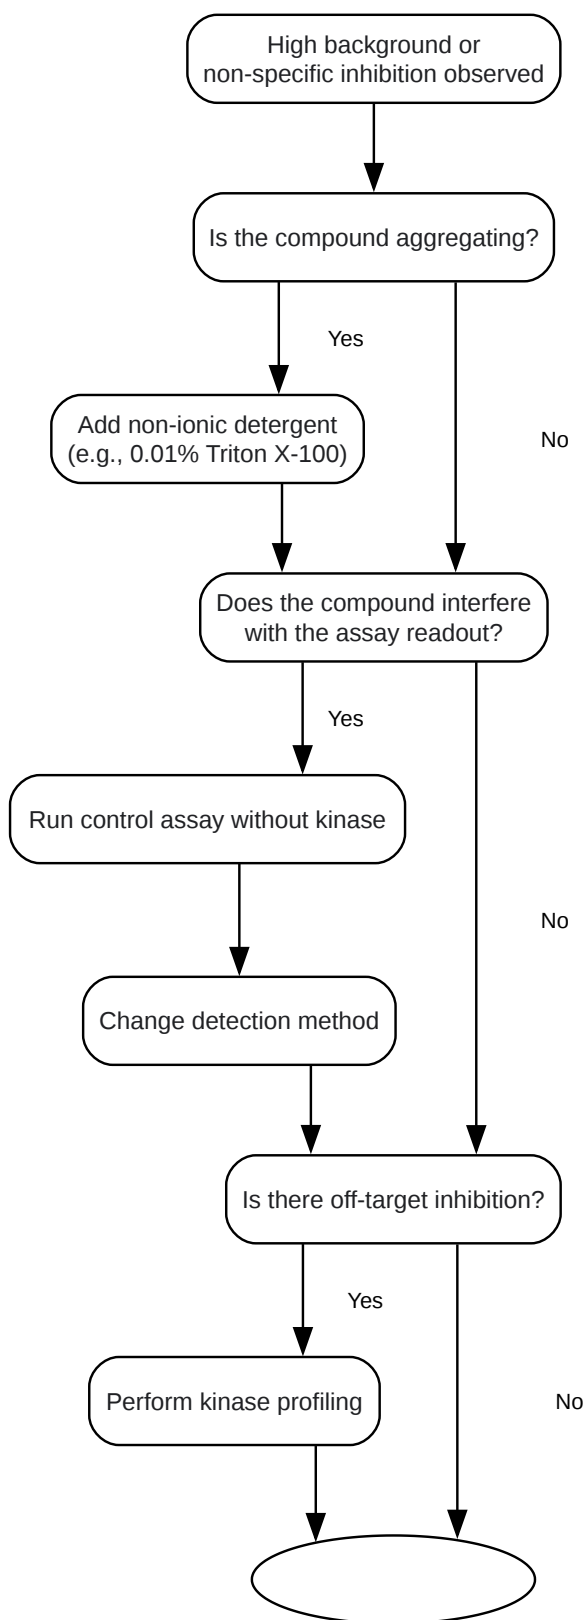 High background or
non-specific inhibition observed
Is the compound aggregating?
Yes
Add non-ionic detergent
(e.g., 0.01% Triton X-100)
No
Does the compound interfere
with the assay readout?
Yes
Run control assay without kinase
No
Change detection method
Is there off-target inhibition?
Yes
Perform kinase profiling
No